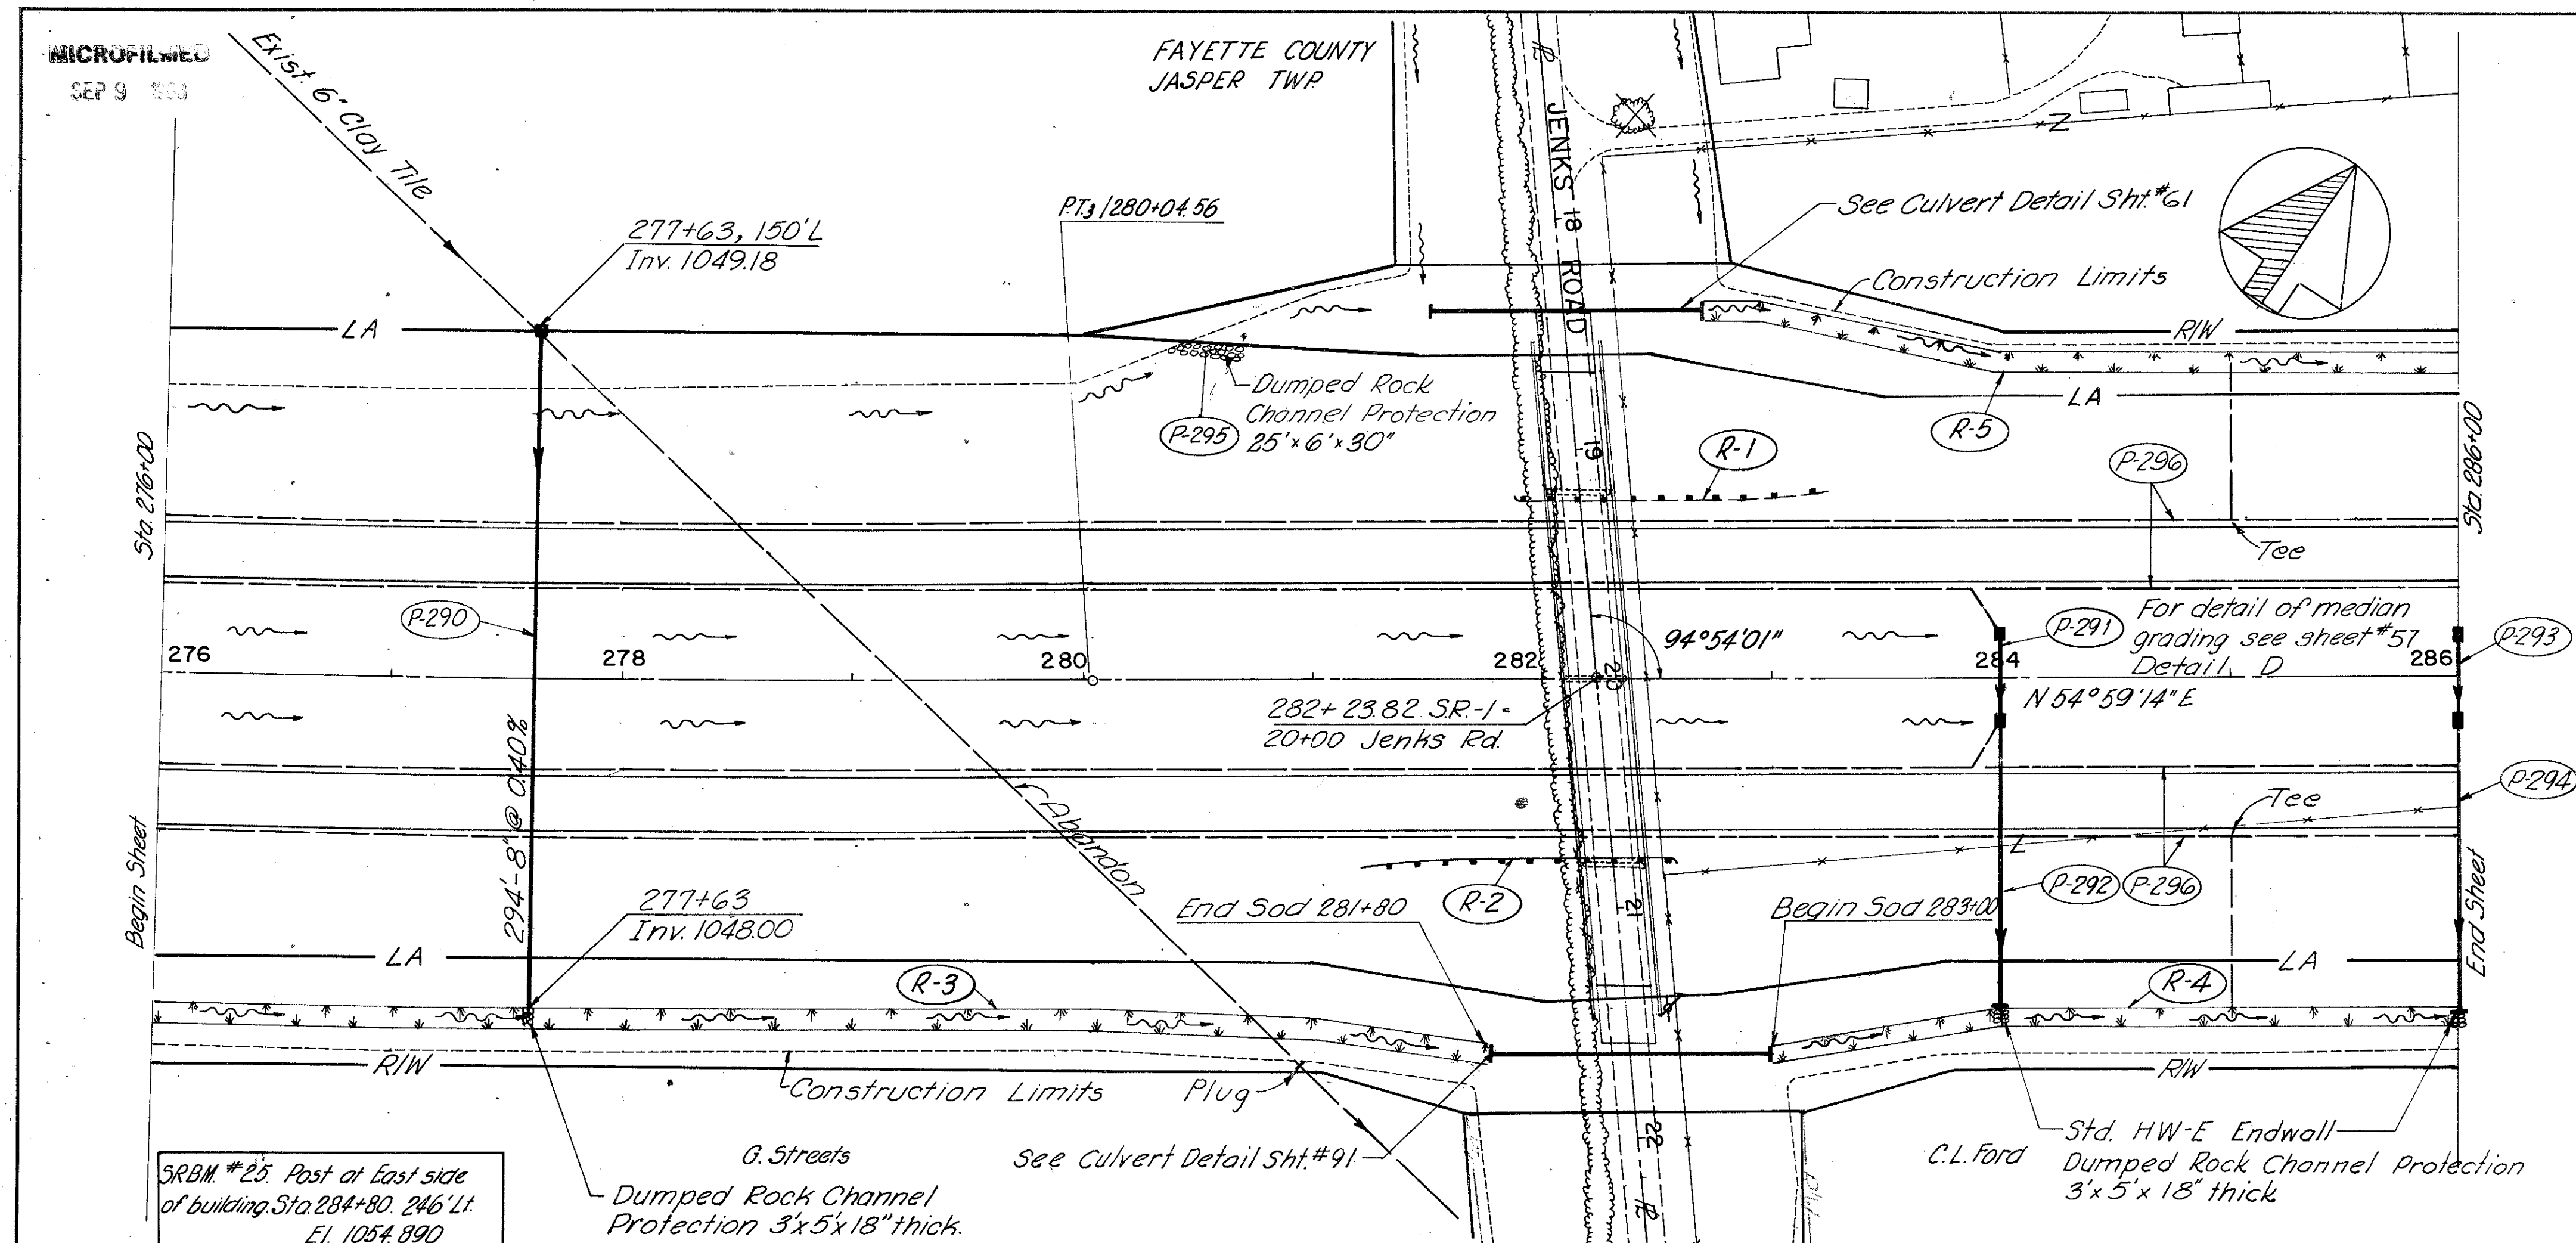 MICROFILMED
SEP 9
Exist. 6" Clay Tile
FAYETTE COUNTY
JASPER TWP.
277+63, 150' L
Inv. 1049.18
P.T.3 / 280+04.56
JENKS ROAD
18
See Culvert Detail Sht. #61
Construction Limits
LA
R/W
LA
Dumped Rock
Channel Protection
25' x 6' x 30"
P-295
R-1
R-5
P-296
Tee
Sta. 276+00
Sta. 286+00
19
P-290
94°54'01"
P-291
For detail of median
grading see sheet #57
Detail D
P-293
276
278
280
282
284
286
20
N 54°59'14" E
282+23.82 S.R.-1 =
20+00 Jenks Rd.
294'-8" @ 0.40%
Abandon
Tee
P-294
Begin Sheet
End Sheet
277+63
Inv. 1048.00
End Sod 281+80
R-2
21
Begin Sod 283+00
P-292
P-296
LA
LA
R-3
R-4
R/W
R/W
Construction Limits
Plug
22
G. Streets
See Culvert Detail Sht. #91
C.L. Ford
Std. HW-E Endwall
Dumped Rock Channel Protection
3' x 5' x 18" thick
Dumped Rock Channel
Protection 3' x 5' x 18" thick.
SRBM #25. Post at East side
of building. Sta. 284+80. 246' Lt.
El. 1054.890